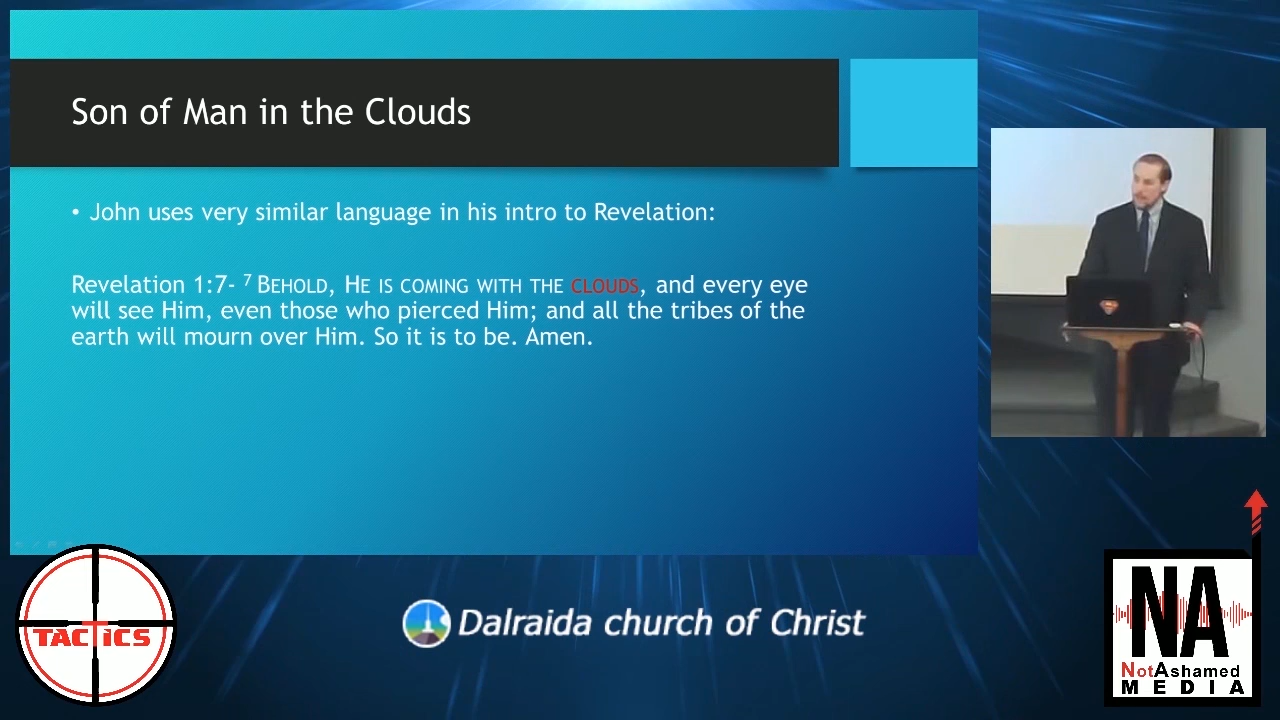 Son of Man in the Clouds
• John uses very similar language in his intro to Revelation:
Revelation 1:7- ⁷ BEHOLD, HE IS COMING WITH THE CLOUDS, and every eye
will see Him, even those who pierced Him; and all the tribes of the
earth will mourn over Him. So it is to be. Amen.
TACTICS
Dalraida church of Christ
NA
NotAshamed
MEDIA